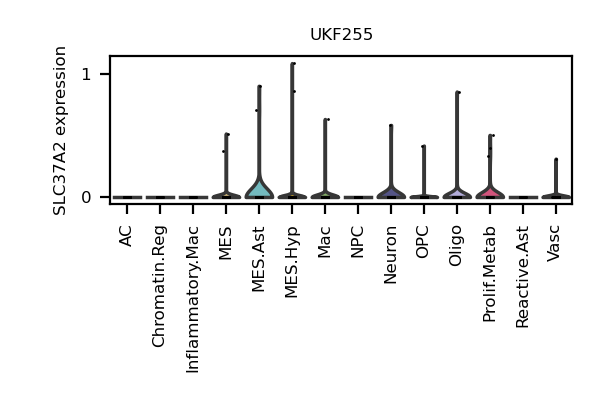 UKF255
SLC37A2 expression
1
0
AC
Chromatin.Reg
Inflammatory.Mac
MES
MES.Ast
MES.Hyp
Mac
NPC
Neuron
OPC
Oligo
Prolif.Metab
Reactive.Ast
Vasc